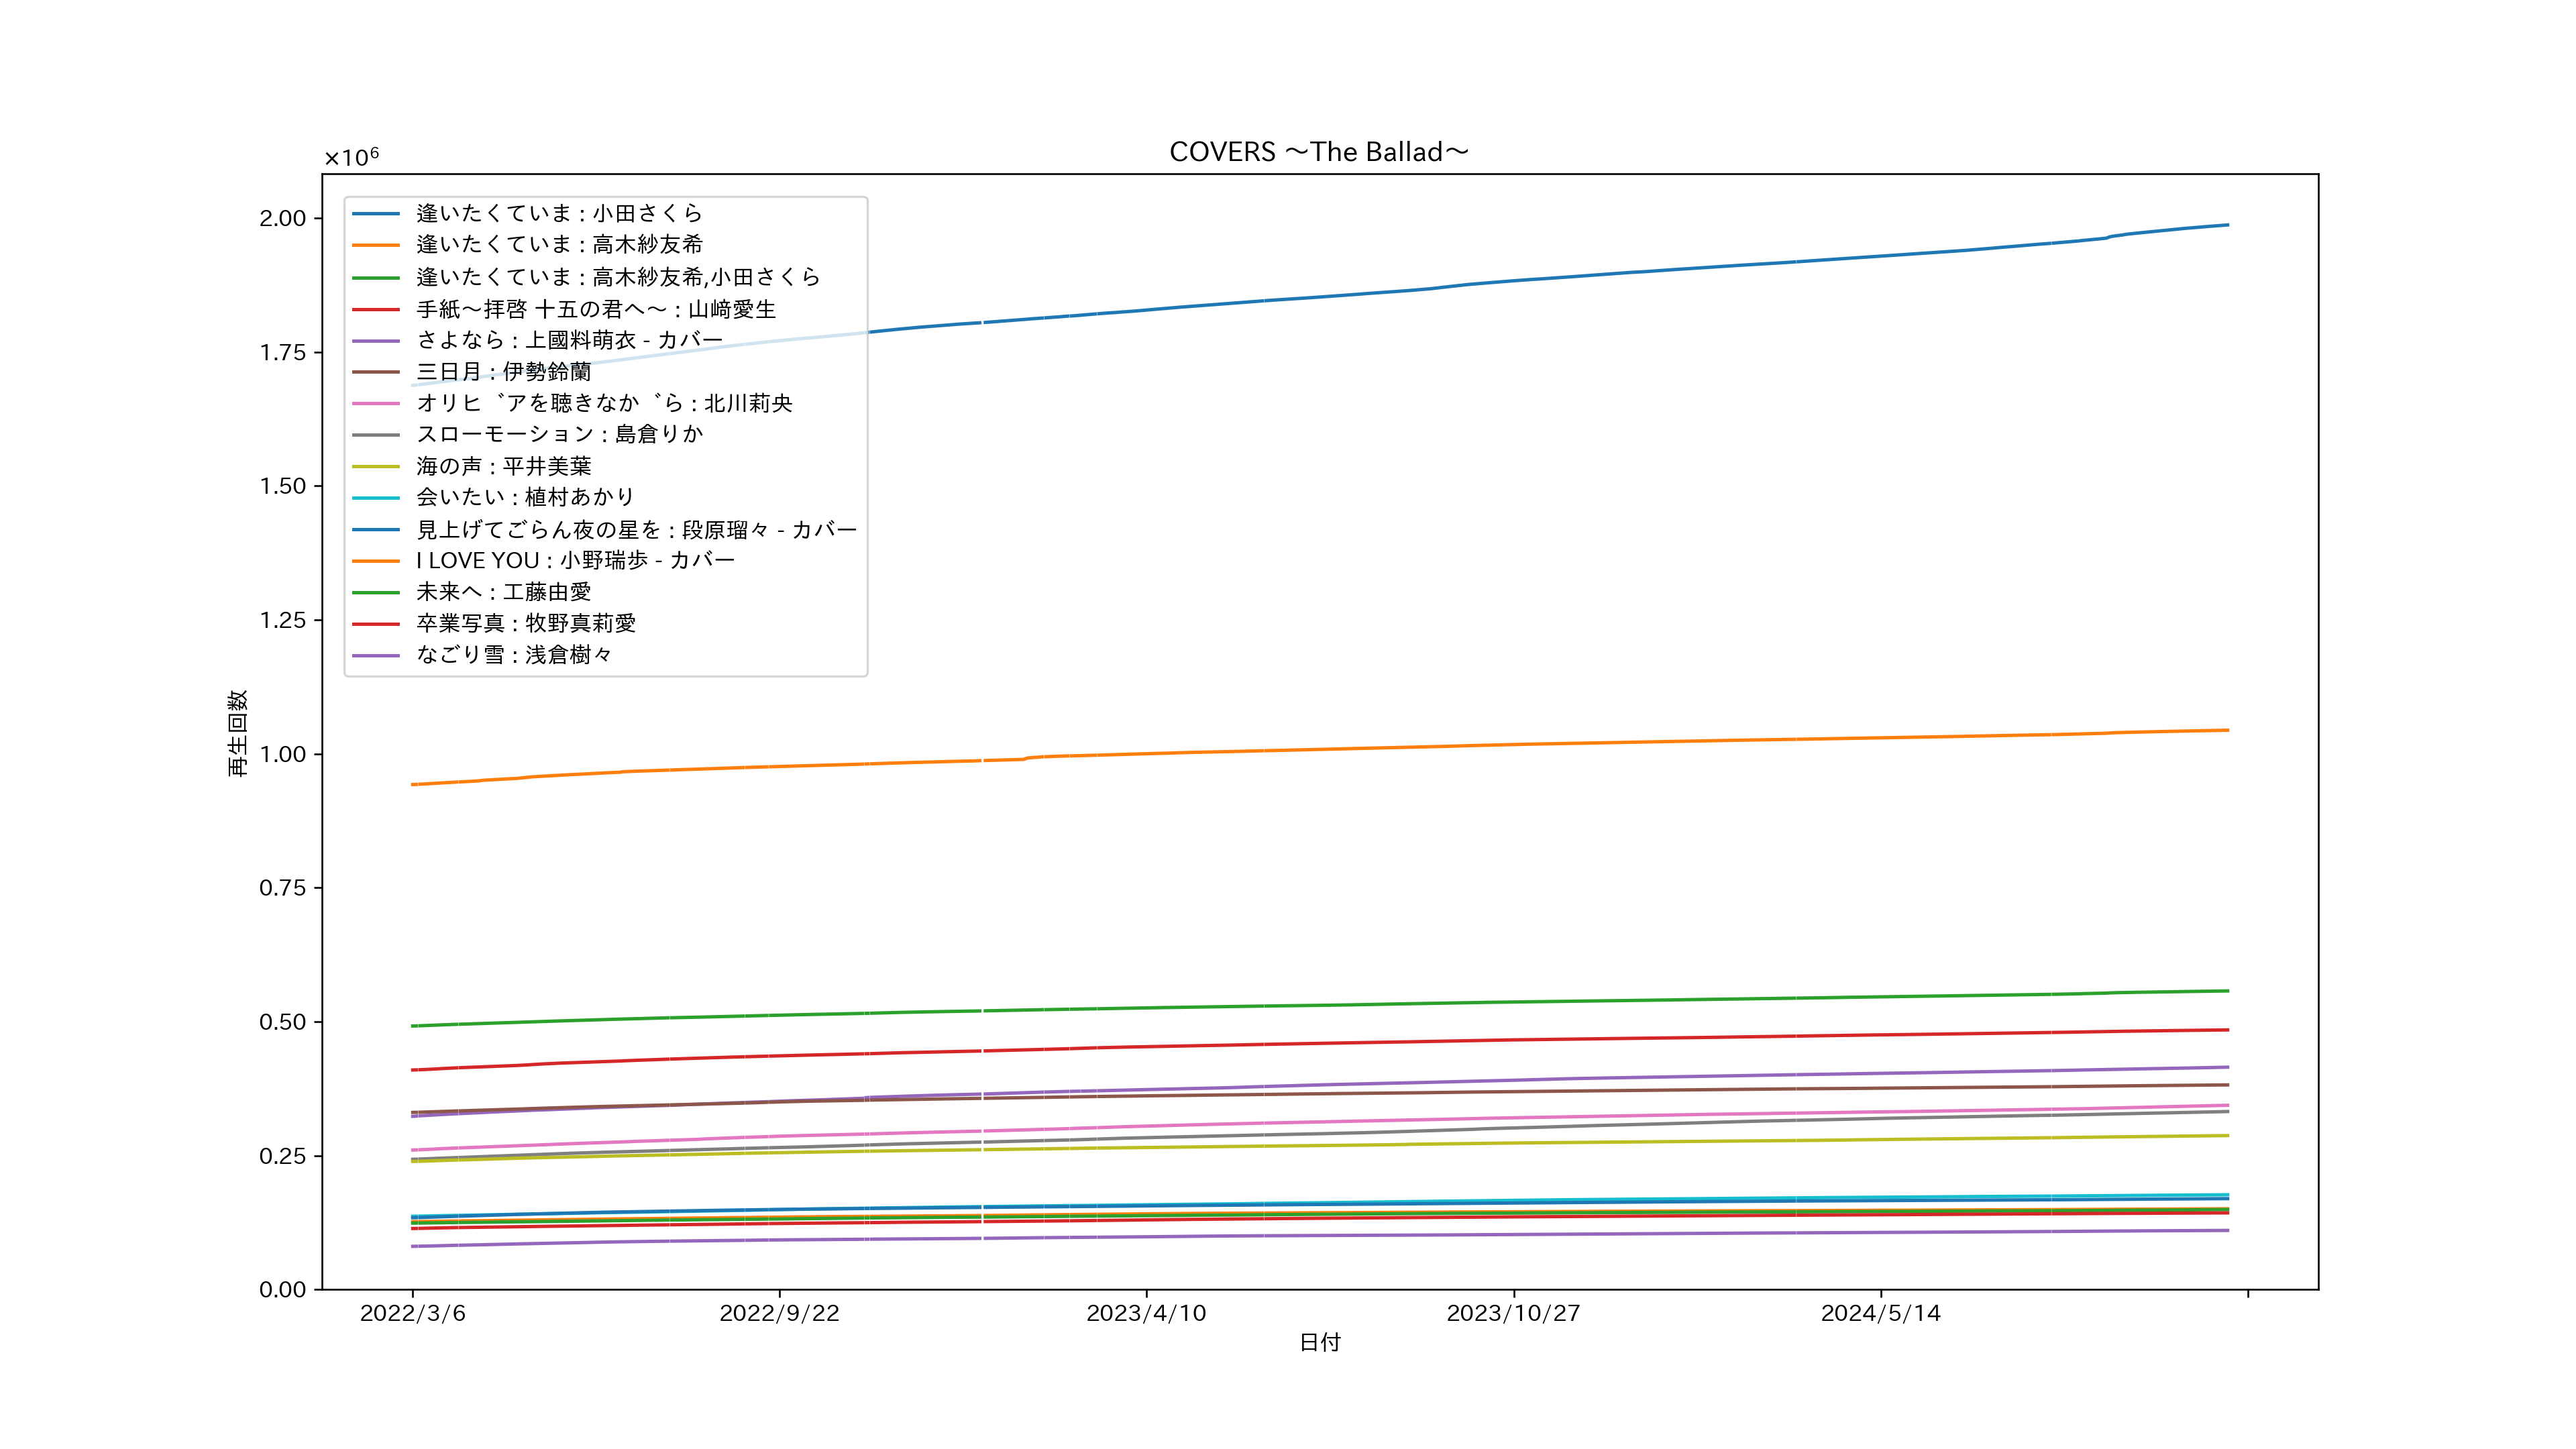 COVERS ～The Ballad～
×10⁶
2.00
1.75
1.50
1.25
1.00
0.75
0.50
0.25
0.00
再生回数
逢いたくていま : 小田さくら
逢いたくていま : 高木紗友希
逢いたくていま : 高木紗友希,小田さくら
手紙～拝啓 十五の君へ～ : 山﨑愛生
さよなら : 上國料萌衣 - カバー
三日月 : 伊勢鈴蘭
オリヒ゛アを聴きなか゛ら : 北川莉央
スローモーション : 島倉りか
海の声 : 平井美葉
会いたい : 植村あかり
見上げてごらん夜の星を : 段原瑠々 - カバー
I LOVE YOU : 小野瑞歩 - カバー
未来へ : 工藤由愛
卒業写真 : 牧野真莉愛
なごり雪 : 浅倉樹々
2022/3/6
2022/9/22
2023/4/10
2023/10/27
2024/5/14
日付